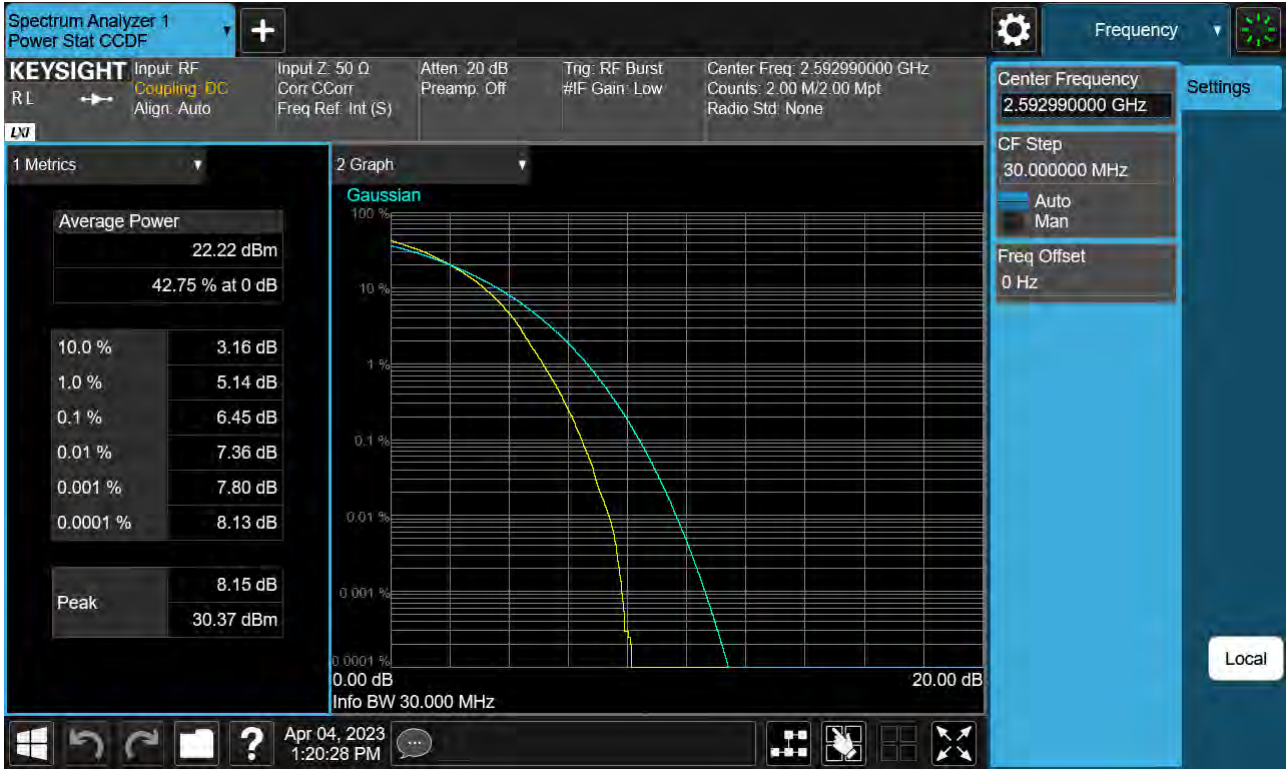 Spectrum Analyzer 1
Power Stat CCDF
+
Frequency
KEYSIGHT
R L
LXI
Input: RF
Coupling: DC
Align: Auto
Input Z: 50 Ω
Corr CCorr
Freq Ref: Int (S)
Atten: 20 dB
Preamp: Off
Trig: RF Burst
#IF Gain: Low
Center Freq: 2.592990000 GHz
Counts: 2.00 M/2.00 Mpt
Radio Std: None
Center Frequency
2.592990000 GHz
Settings
CF Step
30.000000 MHz
Auto
Man
Freq Offset
0 Hz
Local
1 Metrics
Average Power
22.22 dBm
42.75 % at 0 dB
10.0 % 3.16 dB
1.0 % 5.14 dB
0.1 % 6.45 dB
0.01 % 7.36 dB
0.001 % 7.80 dB
0.0001 % 8.13 dB
Peak
8.15 dB
30.37 dBm
2 Graph
Gaussian
100 %
10 %
1 %
0.1 %
0.01 %
0.001 %
0.0001 %
0.00 dB 20.00 dB
Info BW 30.000 MHz
?
Apr 04, 2023
1:20:28 PM